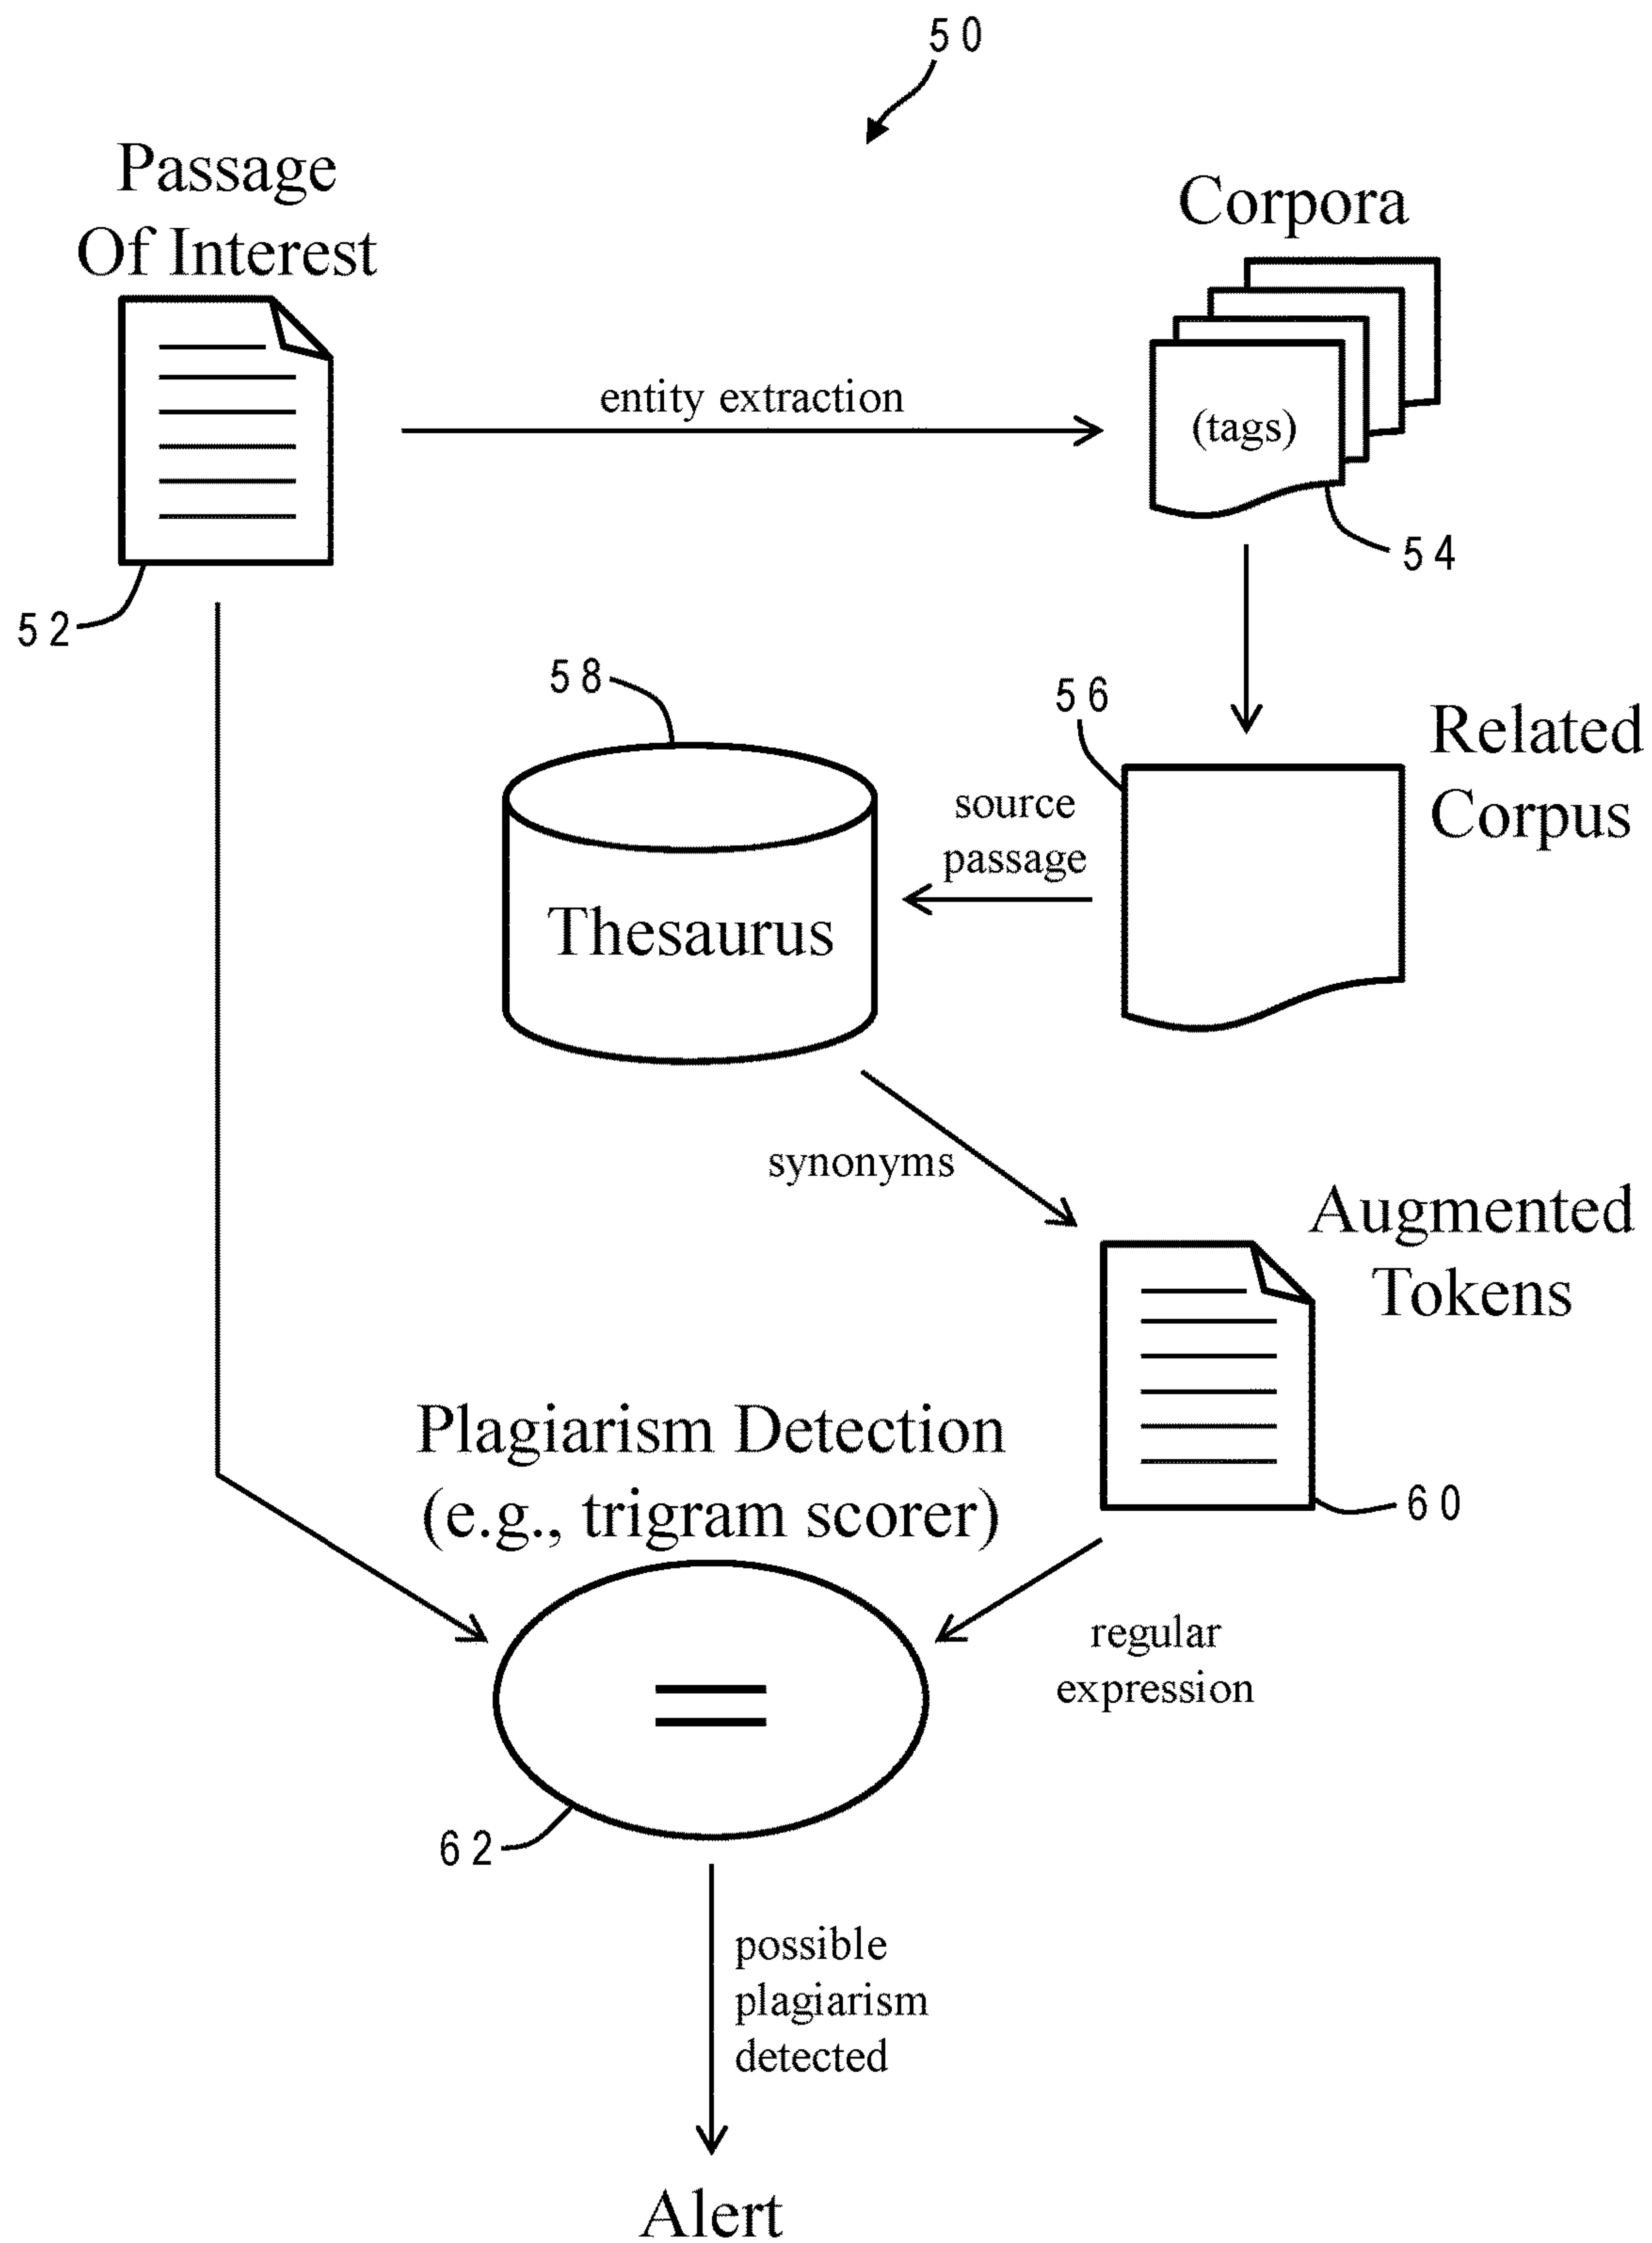 50
Passage
Of Interest
Corpora
entity extraction
(tags)
54
52
58
56
Related
Corpus
source
passage
Thesaurus
synonyms
Augmented
Tokens
Plagiarism Detection
(e.g., trigram scorer)
60
regular
expression
62
possible
plagiarism
detected
Alert